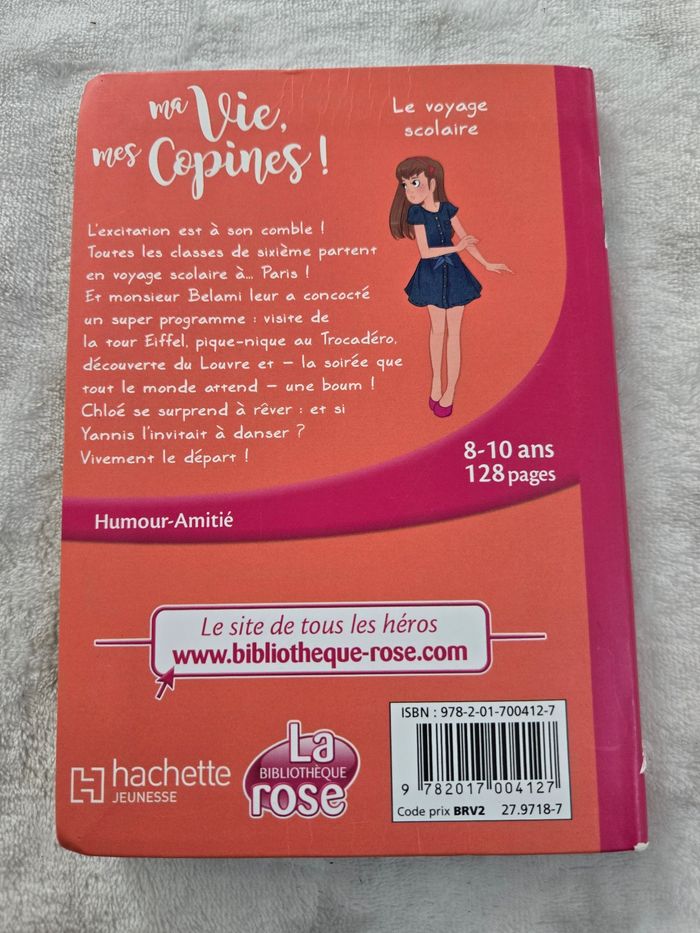 ma Vie,
mes Copines !
Le voyage
scolaire
L'excitation est à son comble !
Toutes les classes de sixième partent
en voyage scolaire à... Paris !
Et monsieur Belami leur a concocté
un super programme : visite de
la tour Eiffel, pique-nique au Trocadéro,
découverte du Louvre et – la soirée que
tout le monde attend – une boum !
Chloé se surprend à rêver : et si
Yannis l'invitait à danser ?
Vivement le départ !
8-10 ans
128 pages
Humour-Amitié
Le site de tous les héros
www.bibliotheque-rose.com
hachette
JEUNESSE
La
BIBLIOTHÈQUE
rose
ISBN : 978-2-01-700412-7
9 782017 004127
Code prix BRV2 27.9718-7